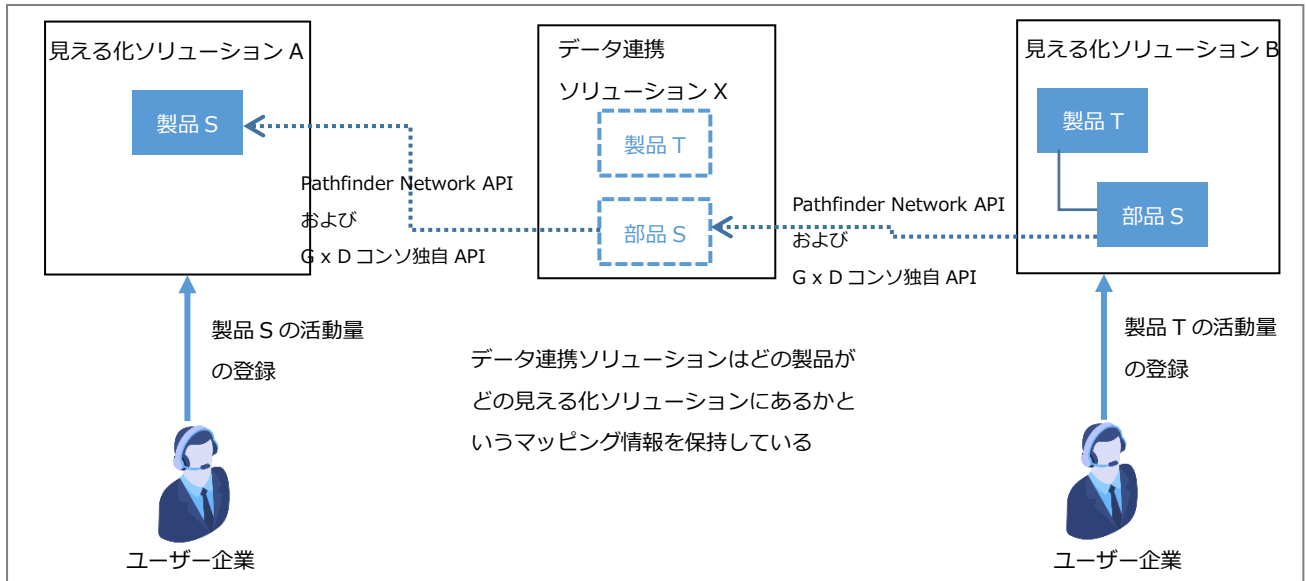 見える化ソリューション A
製品 S
データ連携
ソリューション X
製品 T
部品 S
見える化ソリューション B
製品 T
部品 S
Pathfinder Network API
および
G x D コンソ独自 API
Pathfinder Network API
および
G x D コンソ独自 API
製品 S の活動量
の登録
データ連携ソリューションはどの製品が
どの見える化ソリューションにあるかと
いうマッピング情報を保持している
製品 T の活動量
の登録
ユーザー企業
ユーザー企業